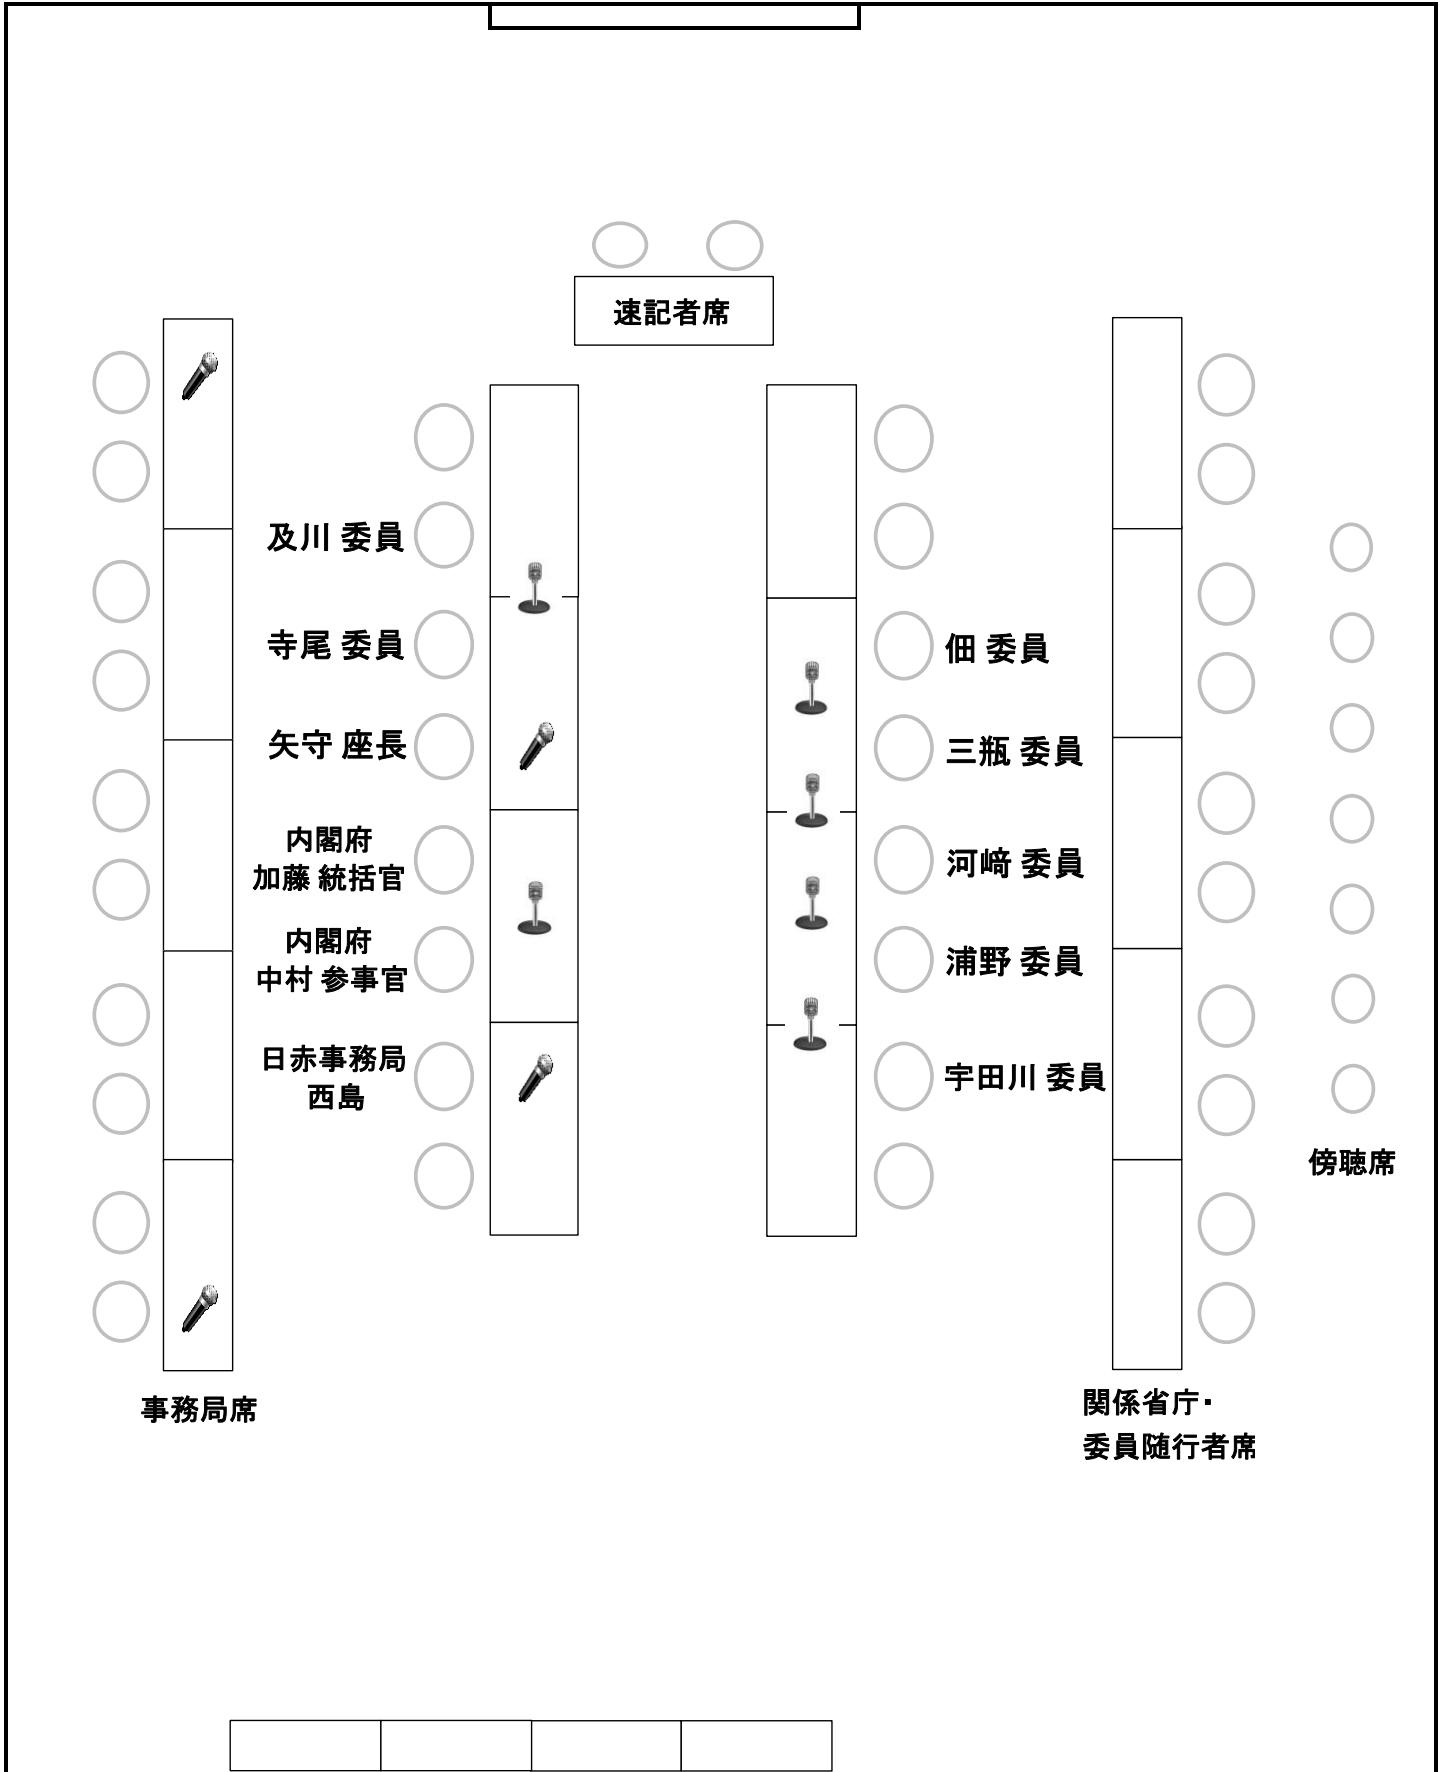 速記者席
及川 委員
寺尾 委員
矢守 座長
内閣府
加藤 統括官
内閣府
中村 参事官
日赤事務局
西島
佃 委員
三瓶 委員
河﨑 委員
浦野 委員
宇田川 委員
傍聴席
事務局席
関係省庁・
委員随行者席